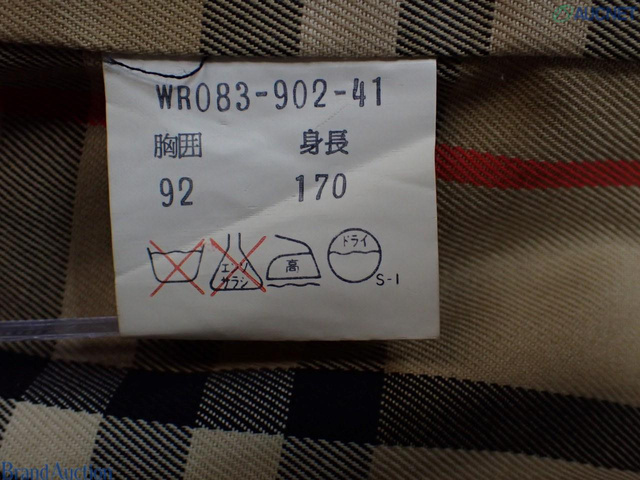 AUCNET
WR083-902-41
胸囲 身長
92 170
エンソ
サラシ
高
ドライ
S-1
Brand Auction